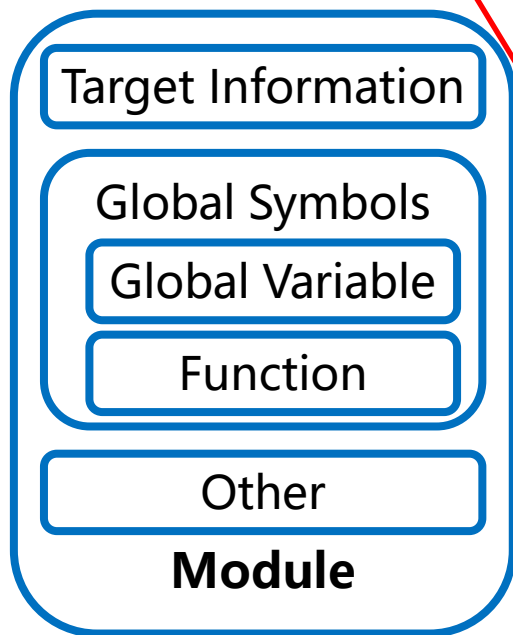 Target Information
Global Symbols
Global Variable
Function
Other
Module